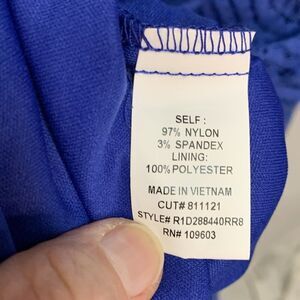 SELF :
97% NYLON
3% SPANDEX
LINING:
100% POLYESTER
MADE IN VIETNAM
CUT# 811121
STYLE# R1D288440RR8
RN# 109603